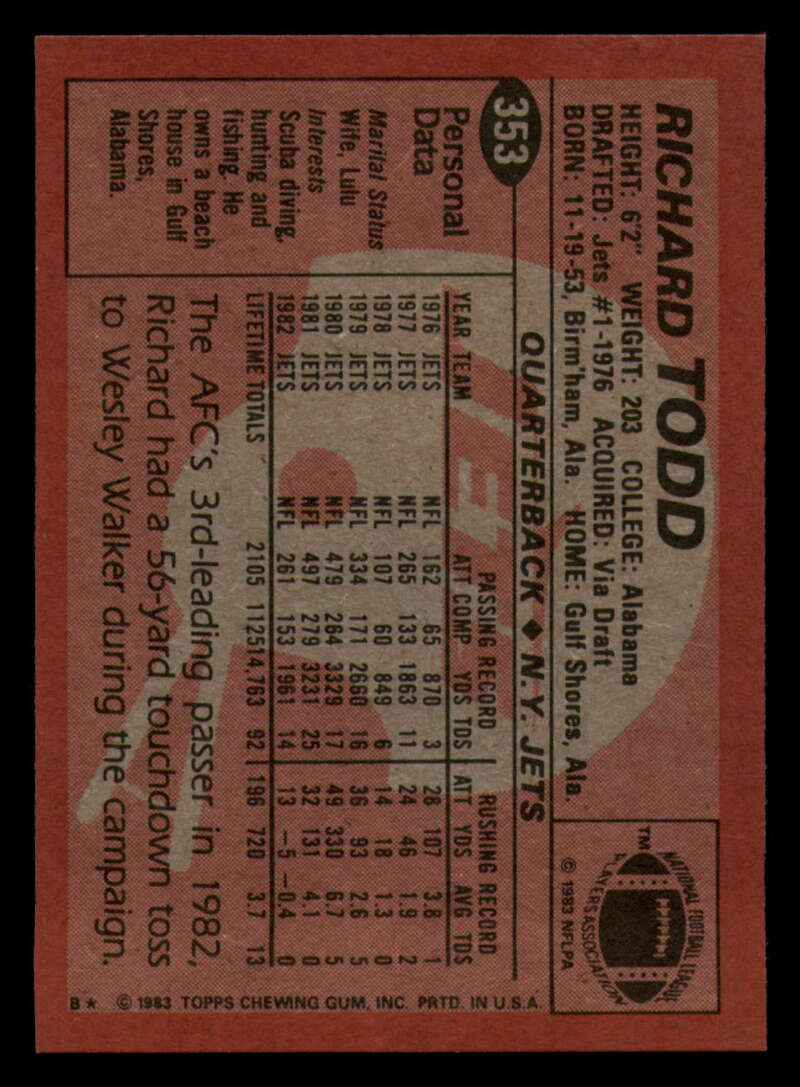 RICHARD TODD
HEIGHT: 6'2" WEIGHT: 203 COLLEGE: Alabama
DRAFTED: Jets #1-1976 ACQUIRED: Via Draft
BORN: 11-19-53, Birm'ham, Ala. HOME: Gulf Shores, Ala.
NATIONAL FOOTBALL LEAGUE
PLAYERS ASSOCIATION
TM
© 1983 NFLPA
353
QUARTERBACK ◆ N.Y. JETS
Personal
Data
Marital Status
Wife, Lulu
Interests
Scuba diving,
hunting and
fishing. He
owns a beach
house in Gulf
Shores,
Alabama.
PASSING RECORD RUSHING RECORD
YEAR TEAM ATT COMP YDS TDS ATT YDS AVG TDS
1976 JETS NFL 162 65 870 3 28 107 3.8 1
1977 JETS NFL 265 133 1863 11 24 46 1.9 2
1978 JETS NFL 107 60 849 6 14 18 1.3 0
1979 JETS NFL 334 171 2660 16 36 93 2.6 5
1980 JETS NFL 479 264 3329 17 49 330 6.7 5
1981 JETS NFL 497 279 3231 25 32 131 4.1 0
1982 JETS NFL 261 153 1961 14 13 -5 -0.4 0
LIFETIME TOTALS 2105 1125 14,763 92 196 720 3.7 13
The AFC's 3rd-leading passer in 1982,
Richard had a 56-yard touchdown toss
to Wesley Walker during the campaign.
B★ © 1983 TOPPS CHEWING GUM, INC. PRTD. IN U.S.A.